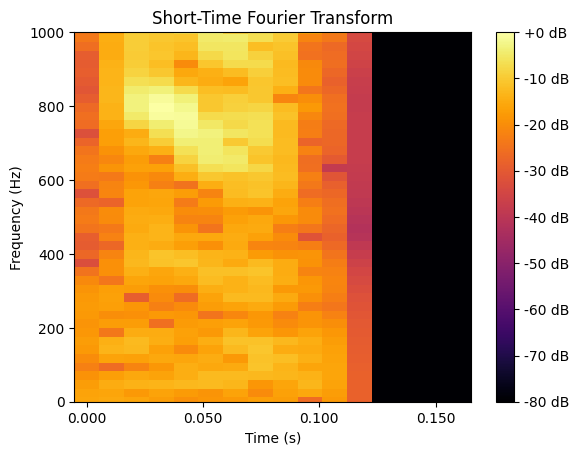 Short-Time Fourier Transform
Frequency (Hz)
1000
800
600
400
200
0
0.000
0.050
0.100
0.150
Time (s)
+0 dB
-10 dB
-20 dB
-30 dB
-40 dB
-50 dB
-60 dB
-70 dB
-80 dB